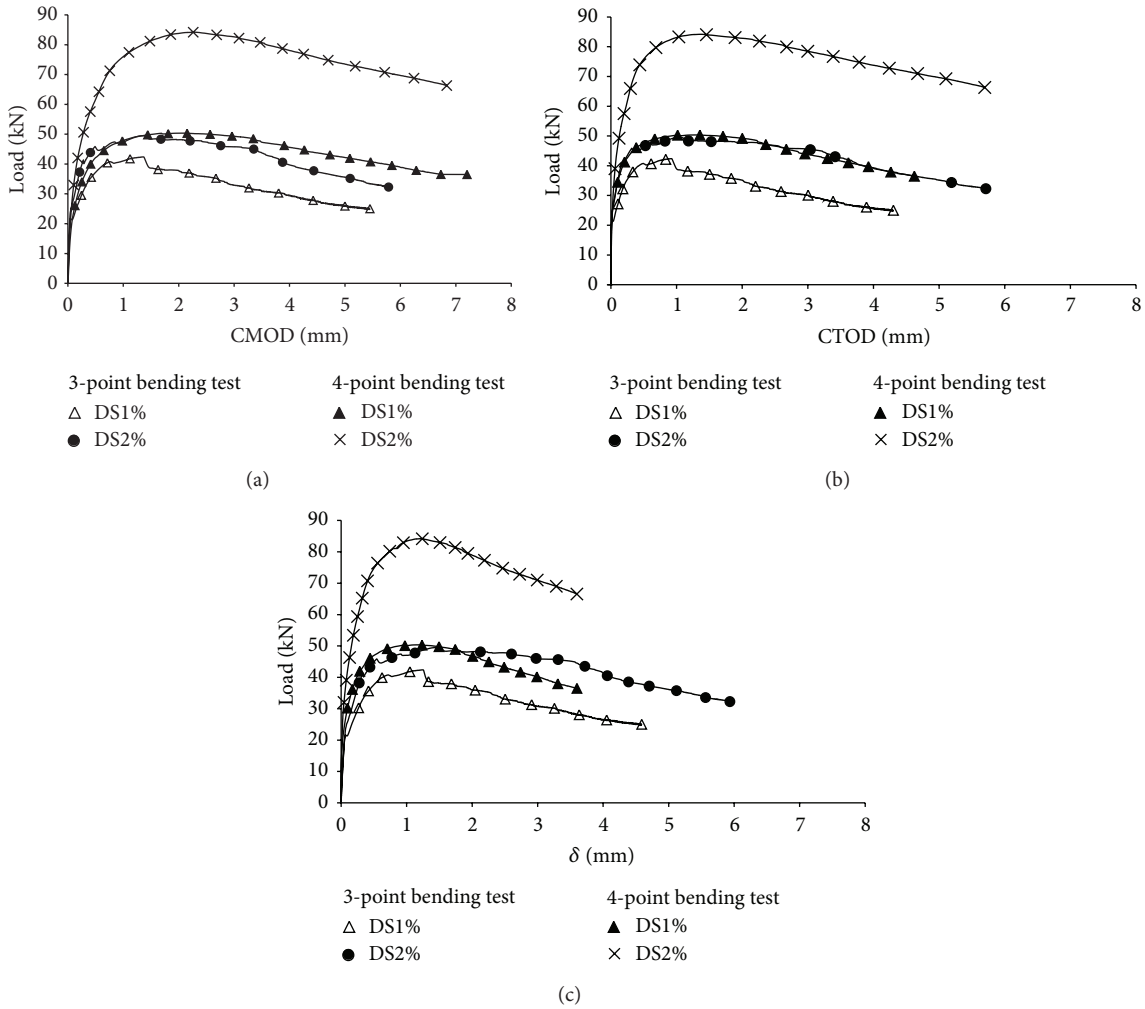 90
80
70
60
50
40
30
20
10
0
Load (kN)
0 1 2 3 4 5 6 7 8
CMOD (mm)
3-point bending test
DS1%
DS2%
4-point bending test
DS1%
DS2%
(a)
90
80
70
60
50
40
30
20
10
0
Load (kN)
0 1 2 3 4 5 6 7 8
CTOD (mm)
3-point bending test
DS1%
DS2%
4-point bending test
DS1%
DS2%
(b)
90
80
70
60
50
40
30
20
10
0
Load (kN)
0 1 2 3 4 5 6 7 8
δ (mm)
3-point bending test
DS1%
DS2%
4-point bending test
DS1%
DS2%
(c)